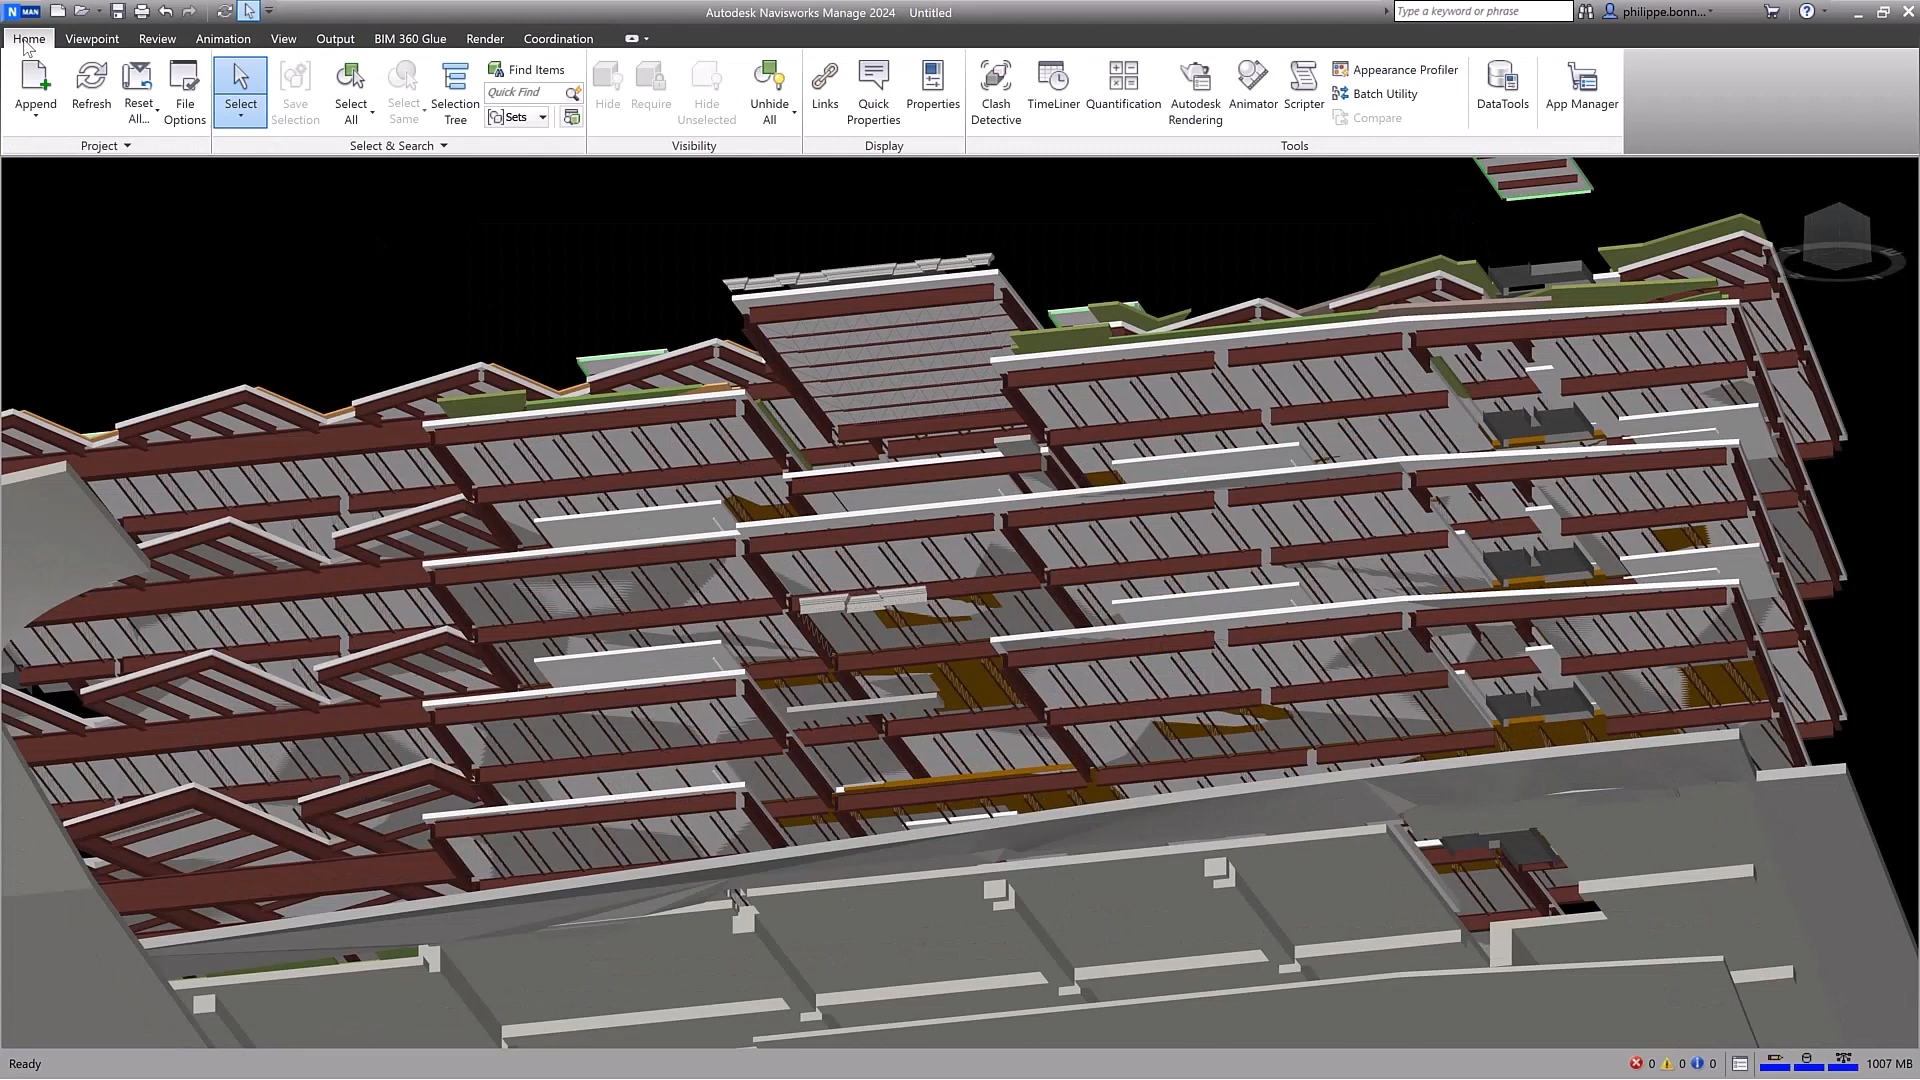 N MAN
Autodesk Navisworks Manage 2024 Untitled
Type a keyword or phrase
philippe.bonn...
Home Viewpoint Review Animation View Output BIM 360 Glue Render Coordination
Append
Refresh
Reset
All...
File
Options
Project
Select
Save
Selection
Select
All
Select
Same
Selection
Tree
Find Items
Quick Find
Sets
Select & Search
Hide
Require
Hide
Unselected
Unhide
All
Visibility
Links
Quick
Properties
Properties
Display
Clash
Detective
TimeLiner
Quantification
Autodesk
Rendering
Animator
Scripter
Appearance Profiler
Batch Utility
Compare
DataTools
App Manager
Tools
Ready
0 0 0 1007 MB